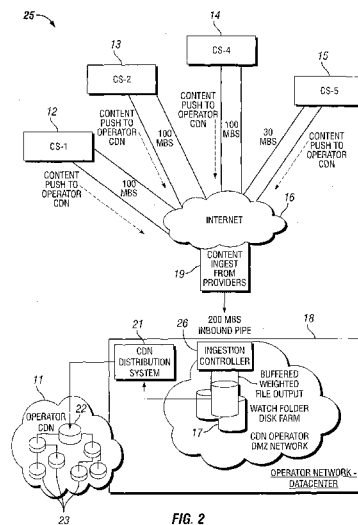 25
14
CS-4
13
CS-2
15
CS-5
12
CS-1
CONTENT
PUSH TO
OPERATOR
CDN
100
MBS
CONTENT
PUSH TO
OPERATOR
CDN
100
MBS
CONTENT
PUSH TO
OPERATOR
CDN
100
MBS
30
MBS
CONTENT
PUSH TO
OPERATOR
CDN
INTERNET
16
19
CONTENT
INGEST
FROM
PROVIDERS
200 MBS
INBOUND PIPE
18
21
CDN
DISTRIBUTION
SYSTEM
26
INGESTION
CONTROLLER
BUFFERED
WEIGHTED
FILE OUTPUT
WATCH FOLDER
DISK FARM
17
CDN OPERATOR
DMZ NETWORK
11
OPERATOR
CDN
22
23
OPERATOR NETWORK -
DATACENTER
FIG. 2